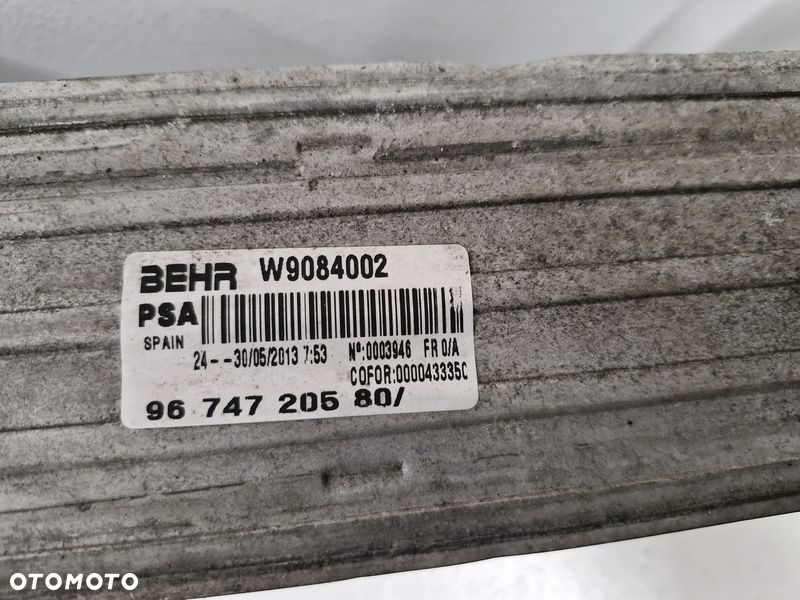 BEHR W9084002
PSA
SPAIN
24--30/05/2013 7:53 Nº:0003946 FR 0/A
COFOR:000043335C
96 747 205 80/
OTOMOTO